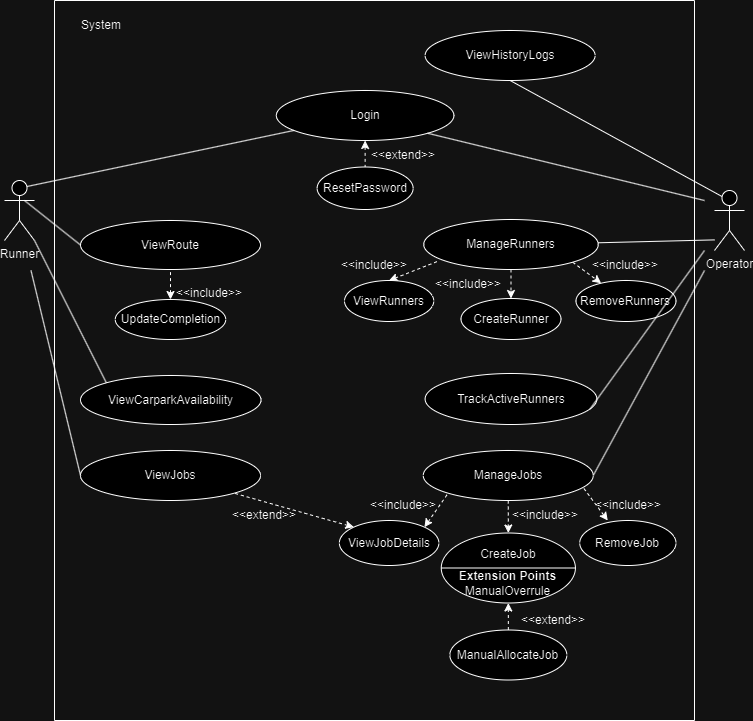 System
ViewHistoryLogs
Login
<<extend>>
ResetPassword
Runner
ViewRoute
<<include>>
UpdateCompletion
ManageRunners
Operator
<<include>>
<<include>>
<<include>>
ViewRunners
CreateRunner
RemoveRunners
ViewCarparkAvailability
TrackActiveRunners
ViewJobs
ManageJobs
<<extend>>
<<include>>
<<include>>
<<include>>
ViewJobDetails
CreateJob
RemoveJob
Extension Points
ManualOverrule
<<extend>>
ManualAllocateJob